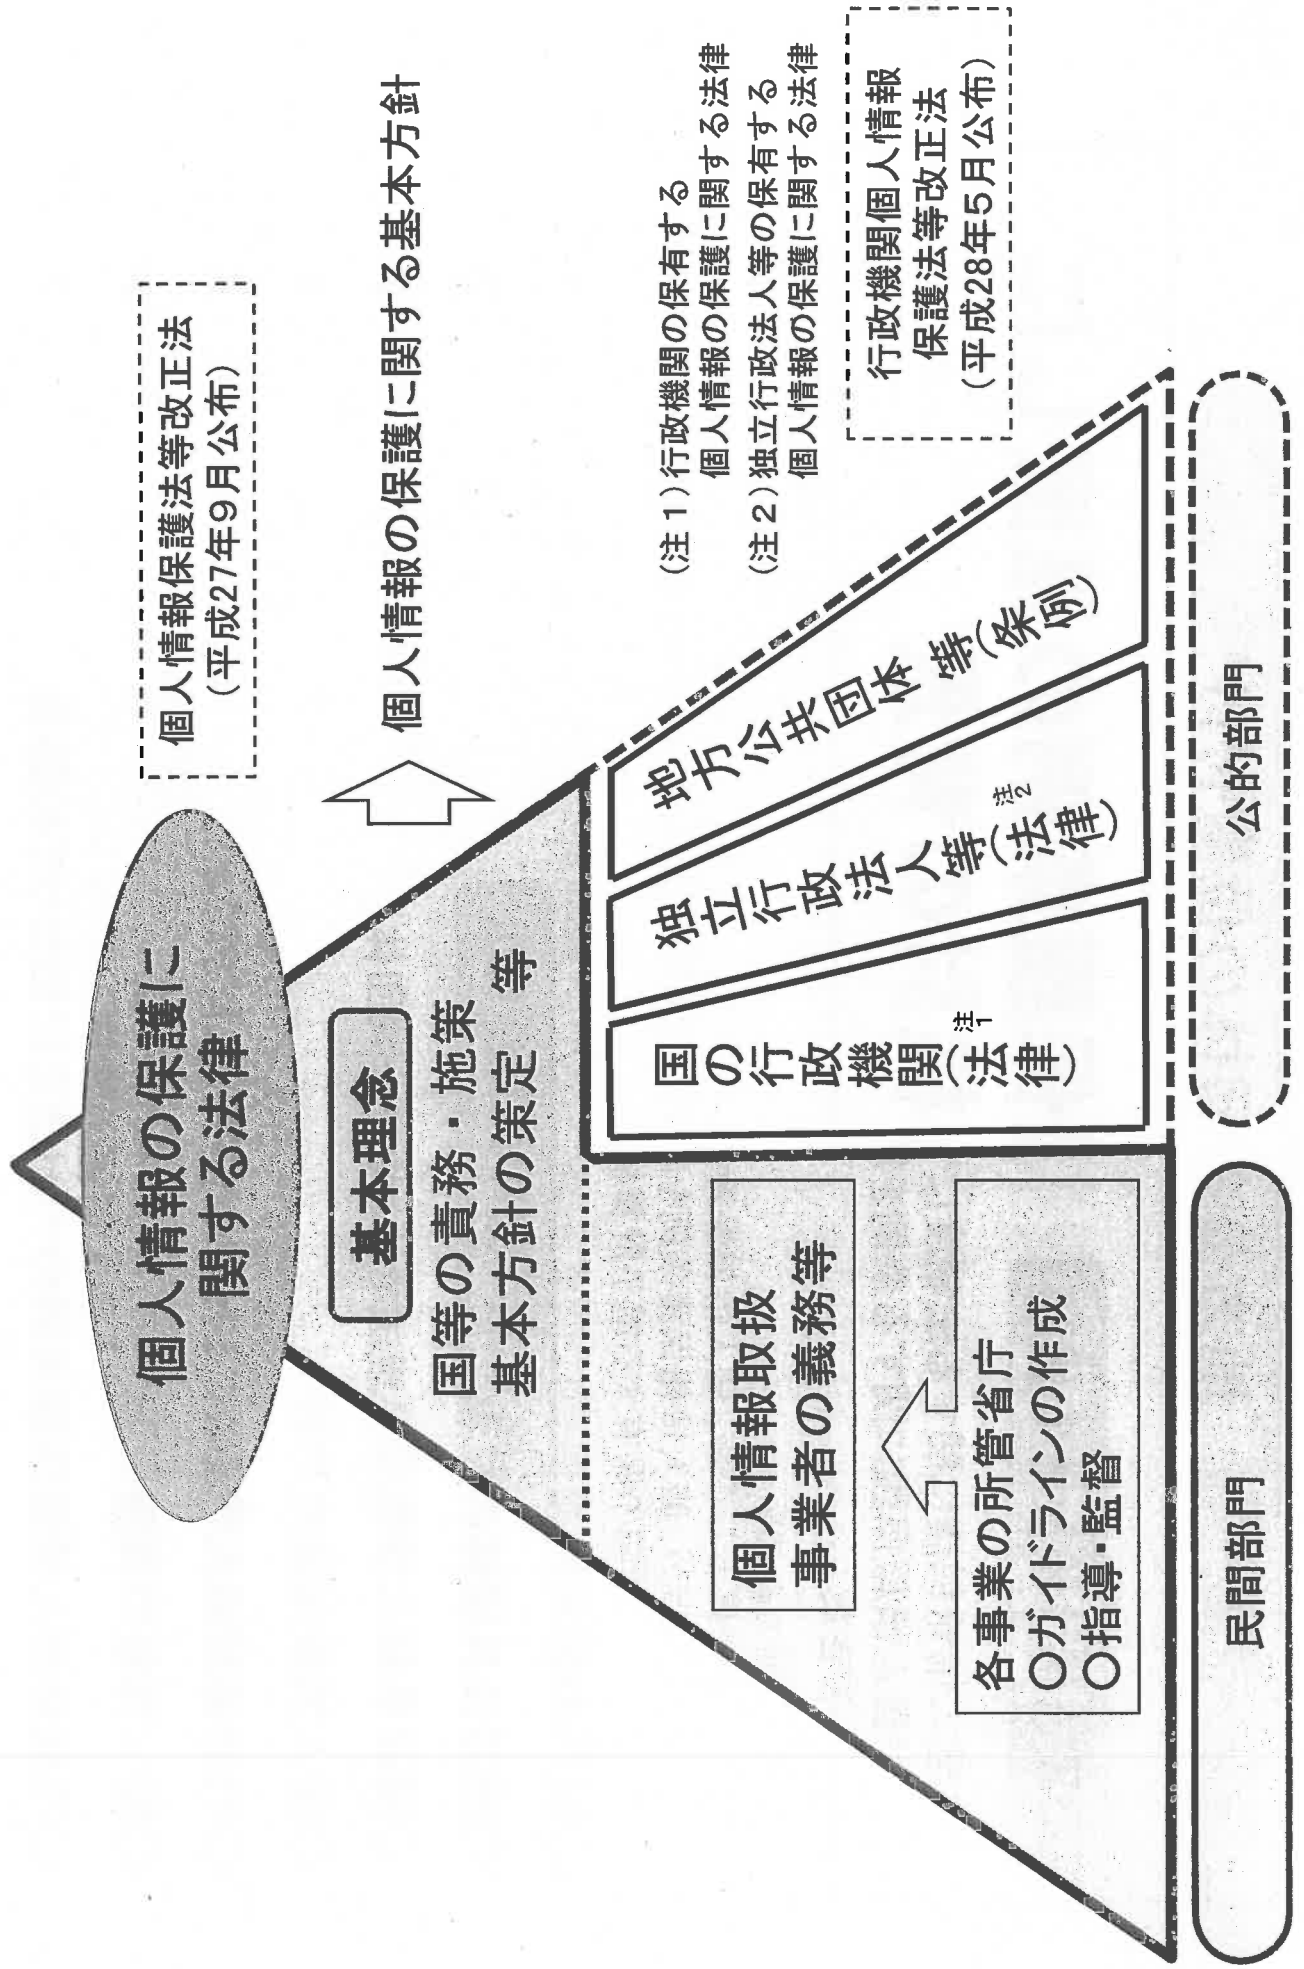 個人情報の保護に
関する法律
個人情報保護法等改正法
（平成27年9月公布）
基本理念
国等の責務・施策
基本方針の策定 等
個人情報の保護に関する基本方針
個人情報取扱
事業者の義務等
各事業の所管省庁
○ガイドラインの作成
○指導・監督
国の行政機関（法律）注1
独立行政法人等（法律）注2
地方公共団体 等（条例）
（注1）行政機関の保有する
個人情報の保護に関する法律
（注2）独立行政法人等の保有する
個人情報の保護に関する法律
行政機関個人情報
保護法等改正法
（平成28年5月公布）
民間部門
公的部門